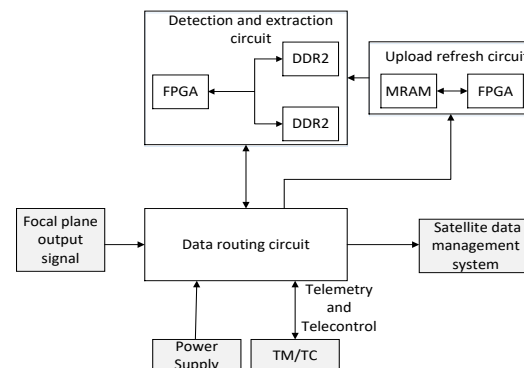 Detection and extraction
circuit
DDR2
FPGA
DDR2
Upload refresh circuit
MRAM
FPGA
Focal plane
output
signal
Data routing circuit
Satellite data
management
system
Telemetry
and
Telecontrol
Power
Supply
TM/TC